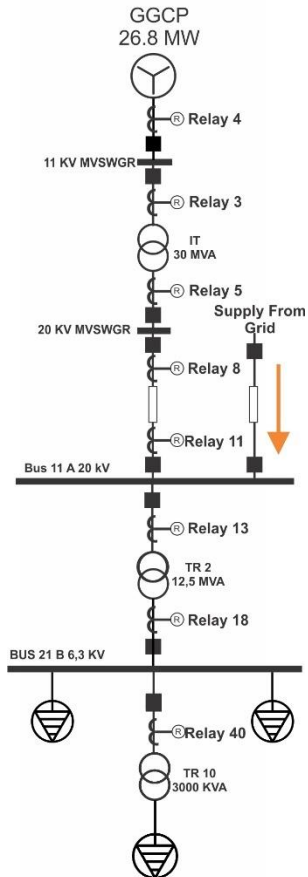 GGCP
26.8 MW
R Relay 4
11 KV MVSWGR
R Relay 3
IT
30 MVA
R Relay 5
Supply From
Grid
20 KV MVSWGR
R Relay 8
R Relay 11
Bus 11 A 20 kV
R Relay 13
TR 2
12,5 MVA
R Relay 18
BUS 21 B 6,3 KV
R Relay 40
TR 10
3000 KVA